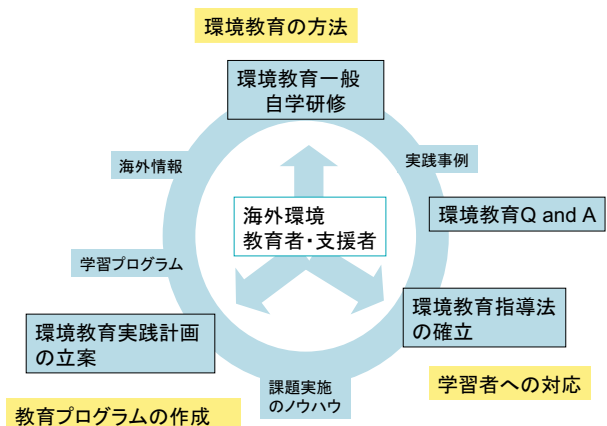 環境教育の方法
環境教育一般
自学研修
海外情報
実践事例
海外環境
教育者・支援者
環境教育Q and A
学習プログラム
環境教育実践計画
の立案
環境教育指導法
の確立
課題実施
のノウハウ
学習者への対応
教育プログラムの作成